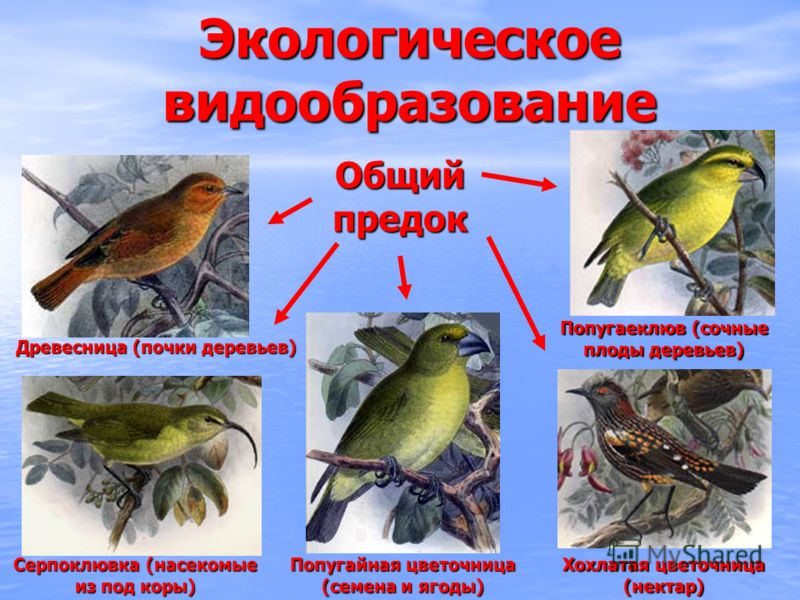 Экологическое
видообразование
Общий
предок
Древесница (почки деревьев)
Попугаеклюв (сочные
плоды деревьев)
Серпоклювка (насекомые
из под коры)
Попугайная цветочница
(семена и ягоды)
Хохлатая цветочница
(нектар)
MyShared